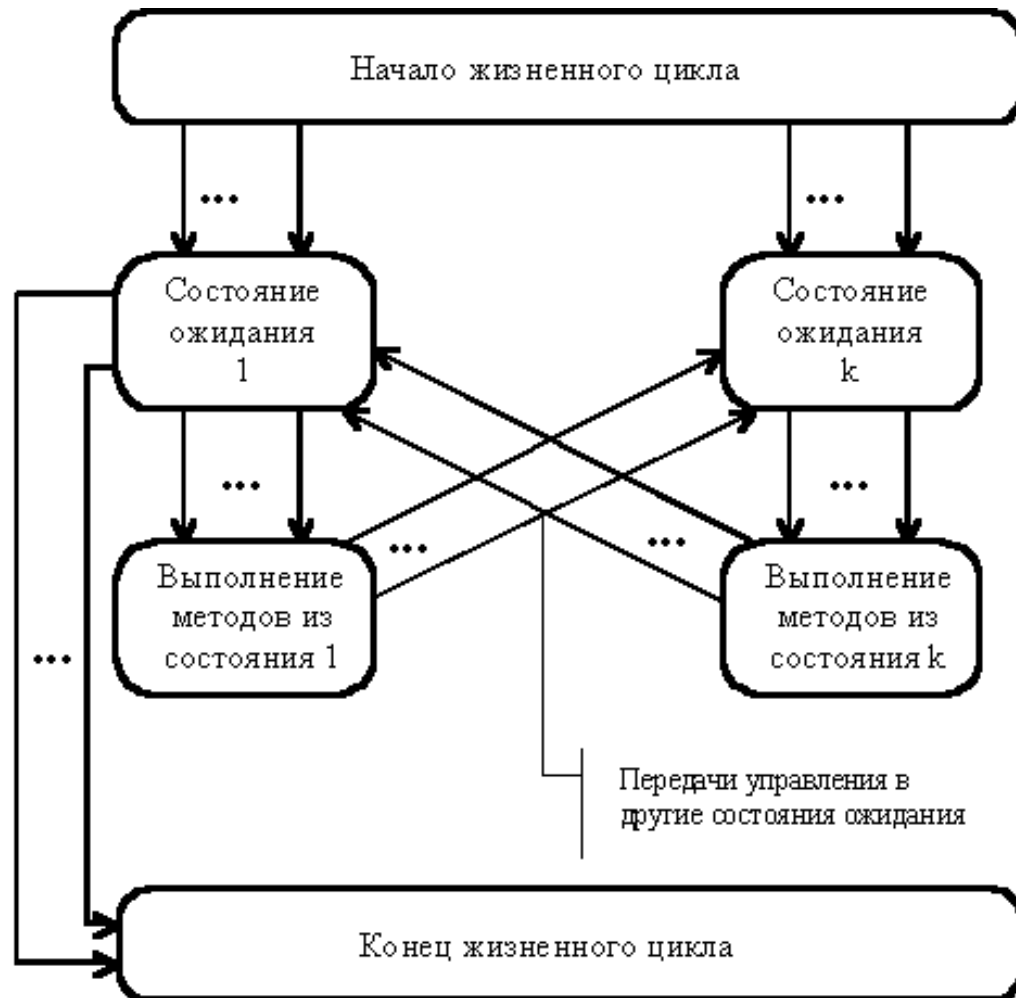 Начало жизненного цикла
...
...
Состояние
ожидания
1
Состояние
ожидания
k
...
...
...
...
Выполнение
методов из
состояния 1
Выполнение
методов из
состояния k
...
Передачи управления в
другие состояния ожидания
Конец жизненного цикла